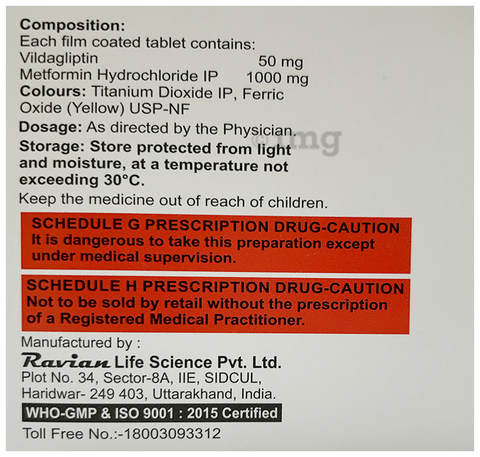 Composition:
Each film coated tablet contains:
Vildagliptin 50 mg
Metformin Hydrochloride IP 1000 mg
Colours: Titanium Dioxide IP, Ferric
Oxide (Yellow) USP-NF
Dosage: As directed by the Physician.
Storage: Store protected from light
and moisture, at a temperature not
exceeding 30°C.
Keep the medicine out of reach of children.
SCHEDULE G PRESCRIPTION DRUG-CAUTION
It is dangerous to take this preparation except
under medical supervision.
SCHEDULE H PRESCRIPTION DRUG-CAUTION
Not to be sold by retail without the prescription
of a Registered Medical Practitioner.
Manufactured by :
Ravian Life Science Pvt. Ltd.
Plot No. 34, Sector-8A, IIE, SIDCUL,
Haridwar- 249 403, Uttarakhand, India.
WHO-GMP & ISO 9001 : 2015 Certified
Toll Free No.:-18003093312